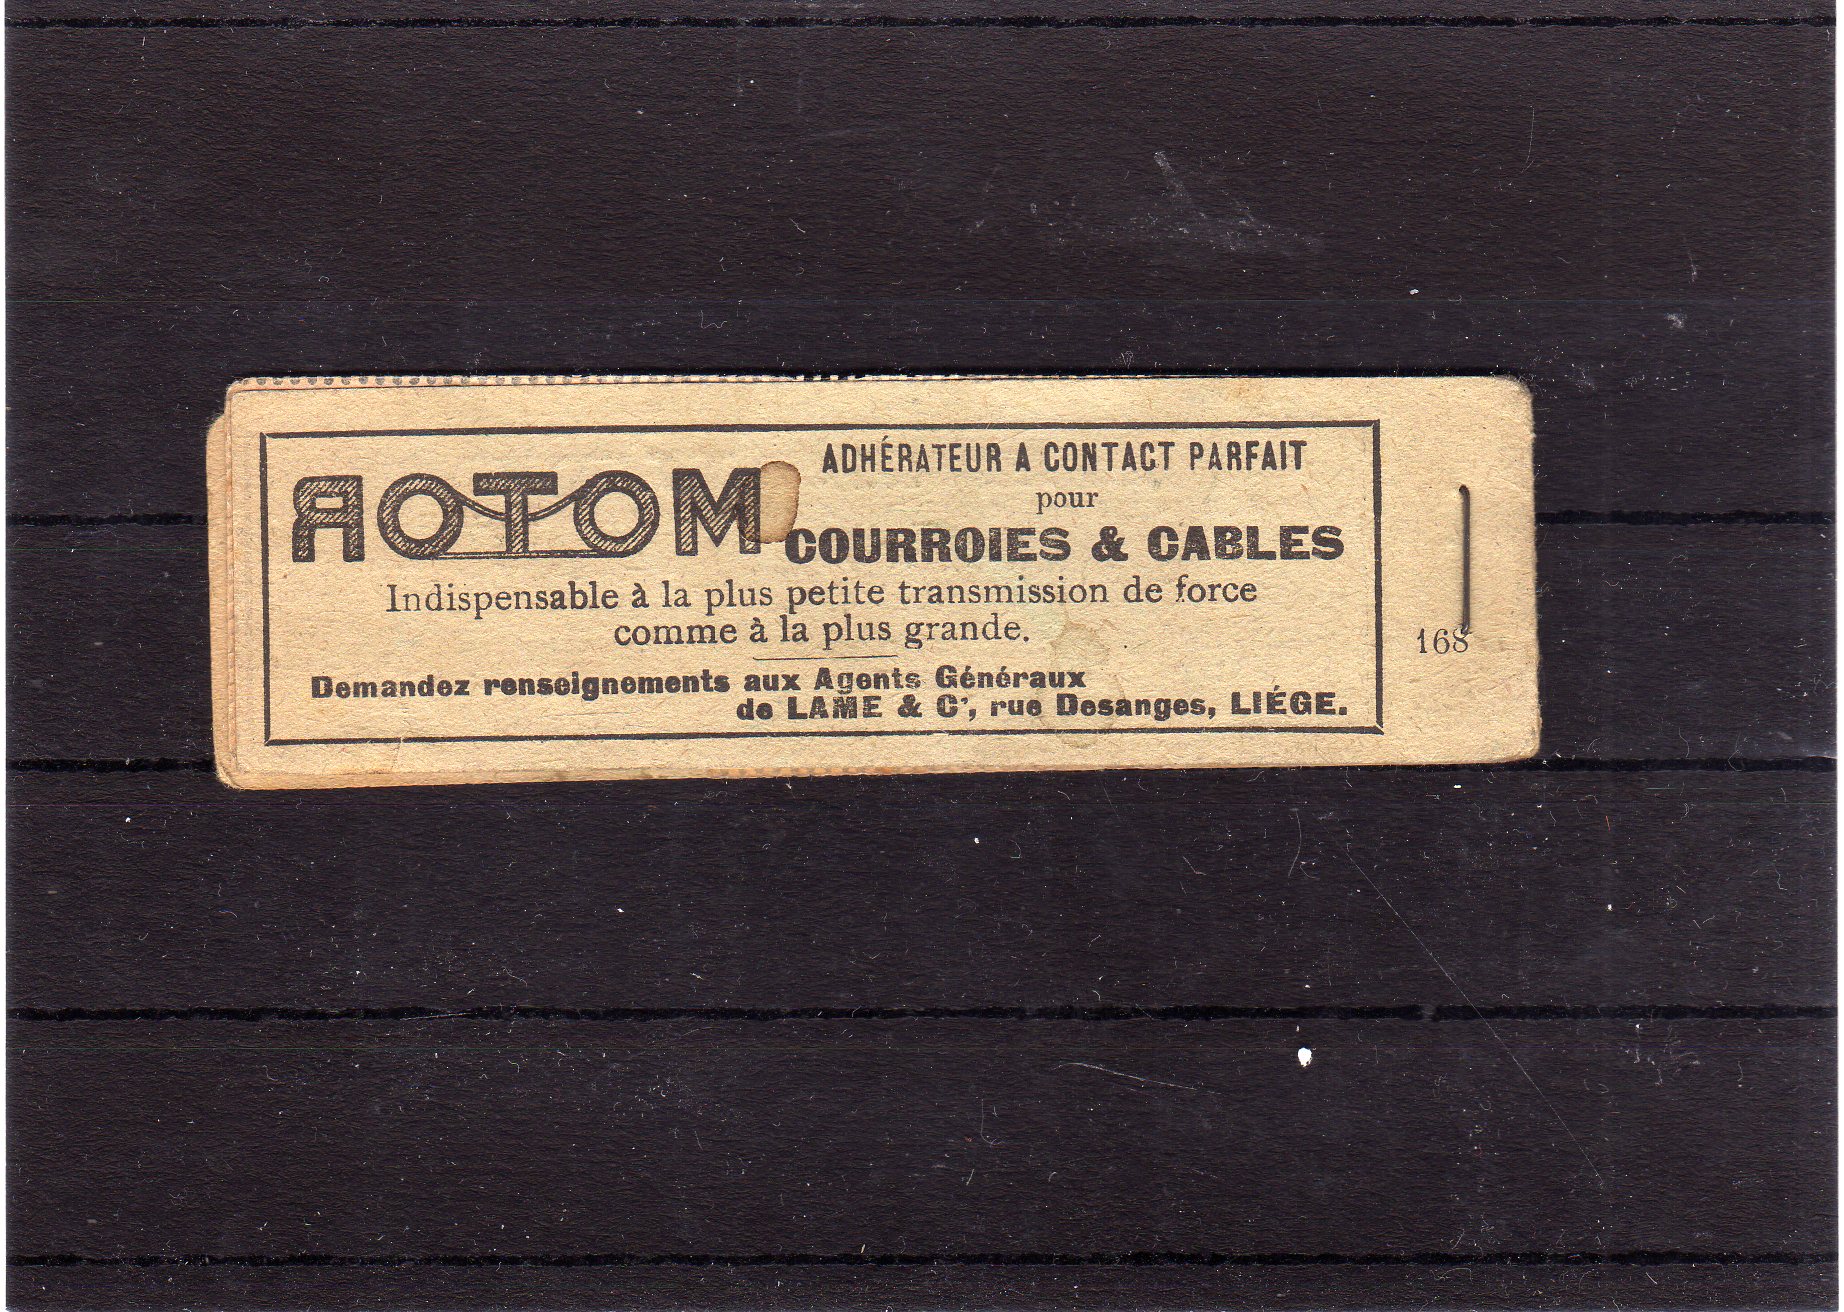 ROTOM
ADHÉRATEUR A CONTACT PARFAIT
pour
COURROIES & CABLES
Indispensable à la plus petite transmission de force
comme à la plus grande.
Demandez renseignements aux Agents Généraux
de LAME & C°, rue Desanges, LIÉGE.
168